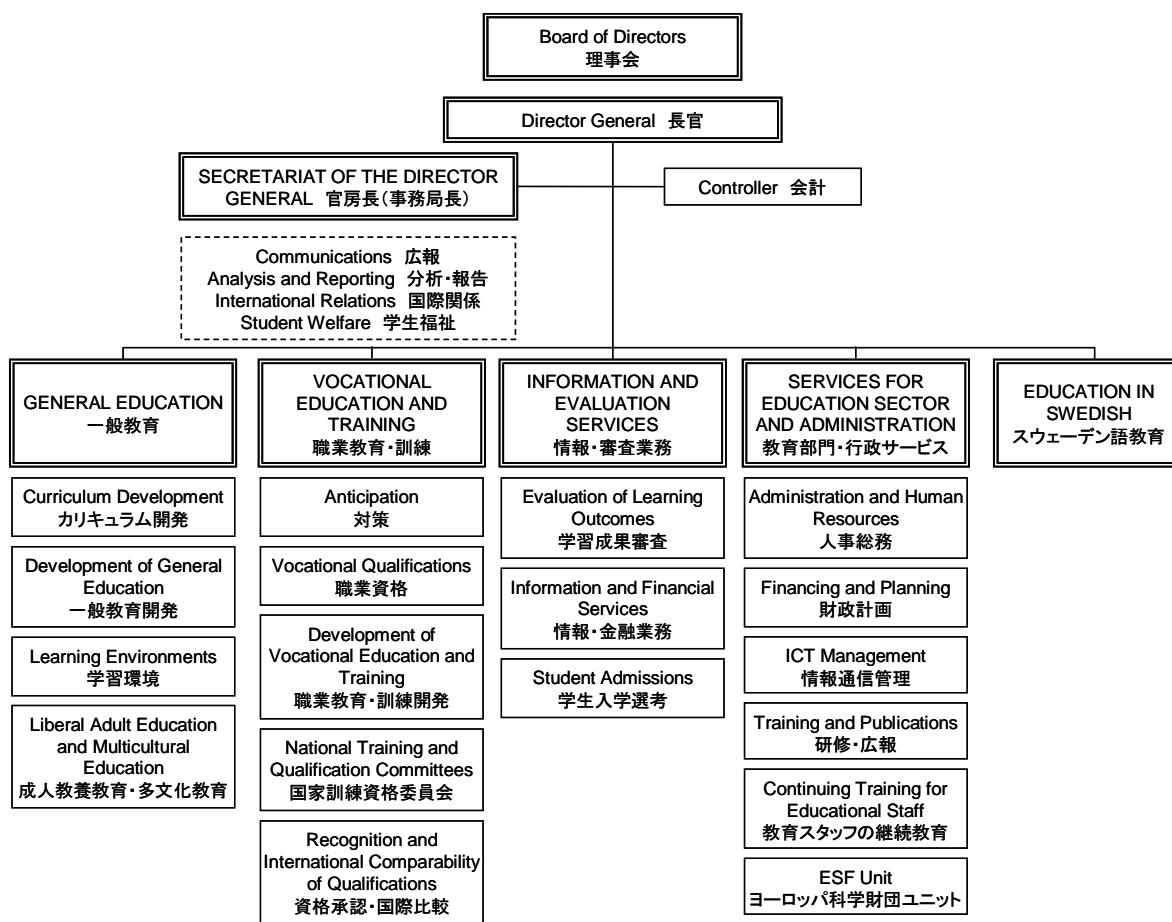 Board of Directors
理事会
Director General 長官
SECRETARIAT OF THE DIRECTOR
GENERAL 官房長(事務局長)
Controller 会計
Communications 広報
Analysis and Reporting 分析・報告
International Relations 国際関係
Student Welfare 学生福祉
GENERAL EDUCATION
一般教育
Curriculum Development
カリキュラム開発
Development of General
Education
一般教育開発
Learning Environments
学習環境
Liberal Adult Education
and Multicultural
Education
成人教養教育・多文化教育
VOCATIONAL
EDUCATION AND
TRAINING
職業教育・訓練
Anticipation
対策
Vocational Qualifications
職業資格
Development of
Vocational Education and
Training
職業教育・訓練開発
National Training and
Qualification Committees
国家訓練資格委員会
Recognition and
International Comparability
of Qualifications
資格承認・国際比較
INFORMATION AND
EVALUATION
SERVICES
情報・審査業務
Evaluation of Learning
Outcomes
学習成果審査
Information and Financial
Services
情報・金融業務
Student Admissions
学生入学選考
SERVICES FOR
EDUCATION SECTOR
AND ADMINISTRATION
教育部門・行政サービス
Administration and Human
Resources
人事総務
Financing and Planning
財政計画
ICT Management
情報通信管理
Training and Publications
研修・広報
Continuing Training for
Educational Staff
教育スタッフの継続教育
ESF Unit
ヨーロッパ科学財団ユニット
EDUCATION IN
SWEDISH
スウェーデン語教育